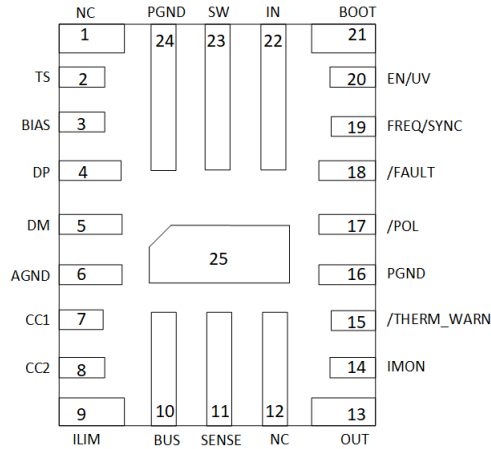 NC PGND SW IN BOOT
1 24 23 22 21
TS 2 20 EN/UV
BIAS 3 19 FREQ/SYNC
DP 4 18 /FAULT
DM 5 17 /POL
25
AGND 6 16 PGND
CC1 7 15 /THERM_WARN
CC2 8 14 IMON
9 10 11 12 13
ILIM BUS SENSE NC OUT